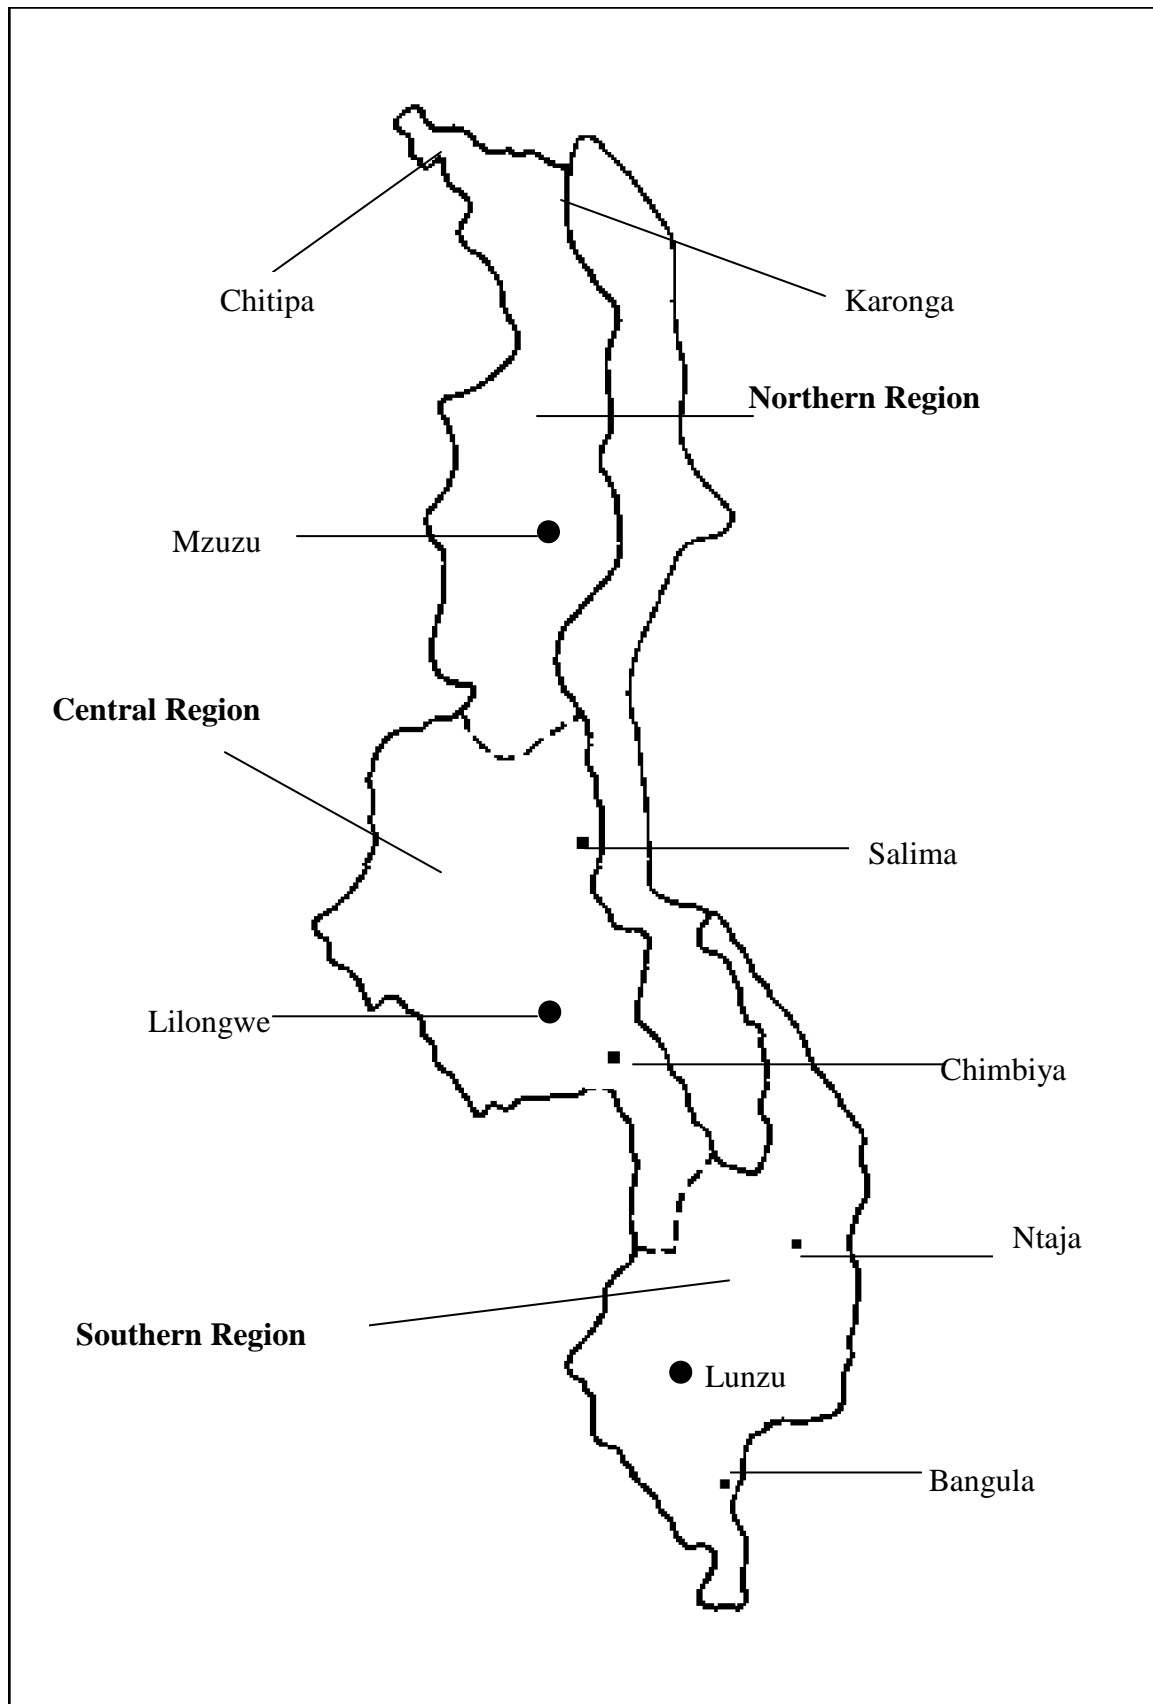 Chitipa
Karonga
Northern Region
Mzuzu
Central Region
Salima
Lilongwe
Chimbiya
Ntaja
Southern Region
Lunzu
Bangula